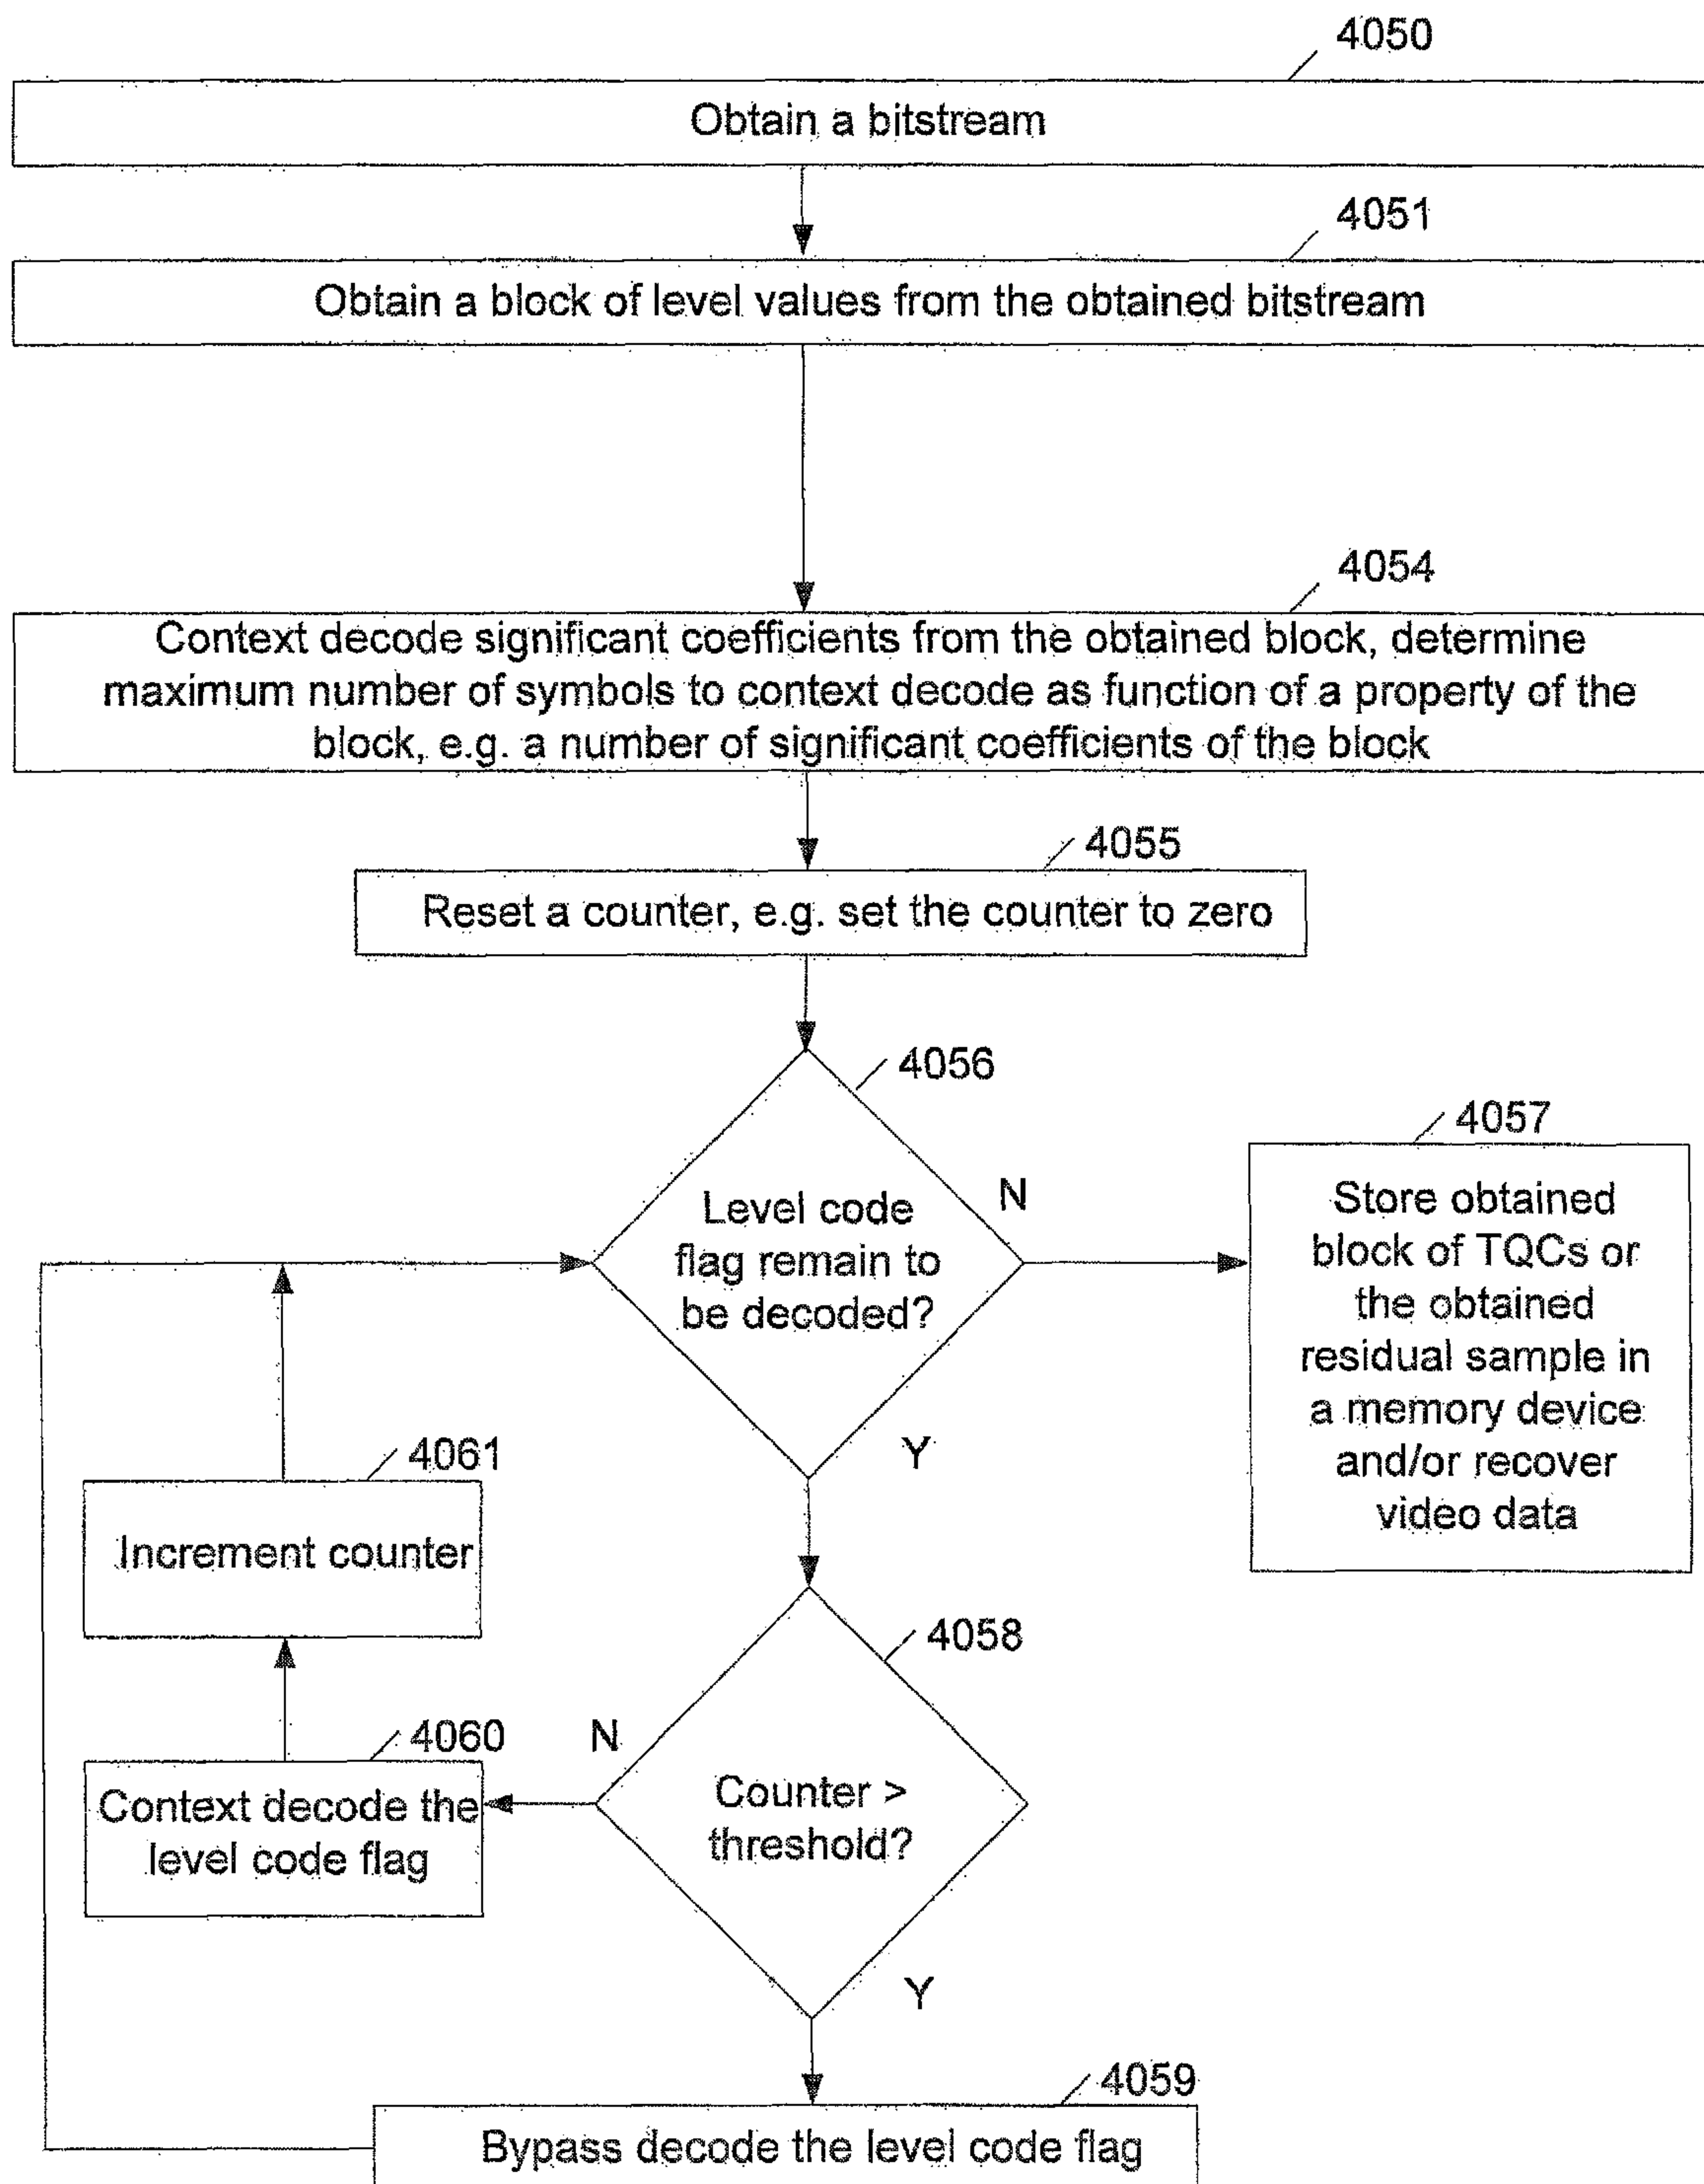 4050
Obtain a bitstream
4051
Obtain a block of level values from the obtained bitstream
4054
Context decode significant coefficients from the obtained block, determine
maximum number of symbols to context decode as function of a property of the
block, e.g. a number of significant coefficients of the block
4055
Reset a counter, e.g. set the counter to zero
4056
Level code
flag remain to
be decoded?
N
Y
4057
Store obtained
block of TQCs or
the obtained
residual sample in
a memory device
and/or recover
video data
4061
Increment counter
4058
Counter >
threshold?
N
Y
4060
Context decode the
level code flag
4059
Bypass decode the level code flag